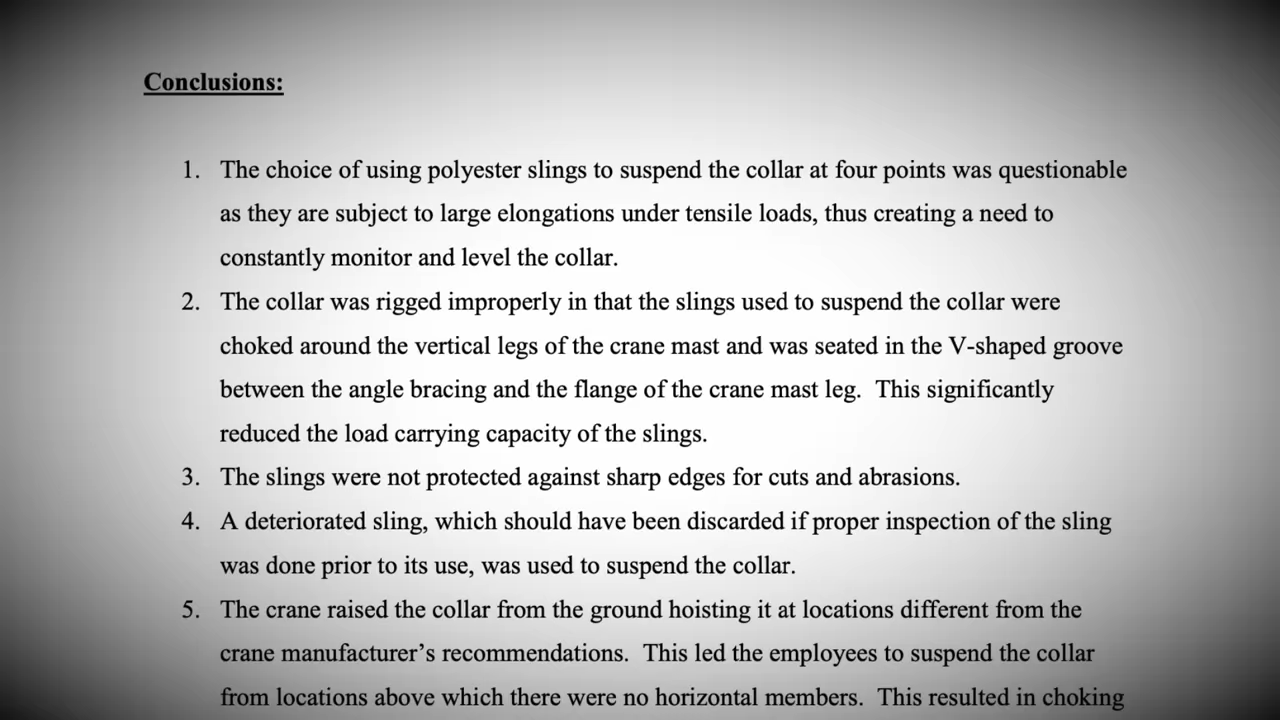 Conclusions:
1. The choice of using polyester slings to suspend the collar at four points was questionable
as they are subject to large elongations under tensile loads, thus creating a need to
constantly monitor and level the collar.
2. The collar was rigged improperly in that the slings used to suspend the collar were
choked around the vertical legs of the crane mast and was seated in the V-shaped groove
between the angle bracing and the flange of the crane mast leg. This significantly
reduced the load carrying capacity of the slings.
3. The slings were not protected against sharp edges for cuts and abrasions.
4. A deteriorated sling, which should have been discarded if proper inspection of the sling
was done prior to its use, was used to suspend the collar.
5. The crane raised the collar from the ground hoisting it at locations different from the
crane manufacturer’s recommendations. This led the employees to suspend the collar
from locations above which there were no horizontal members. This resulted in choking